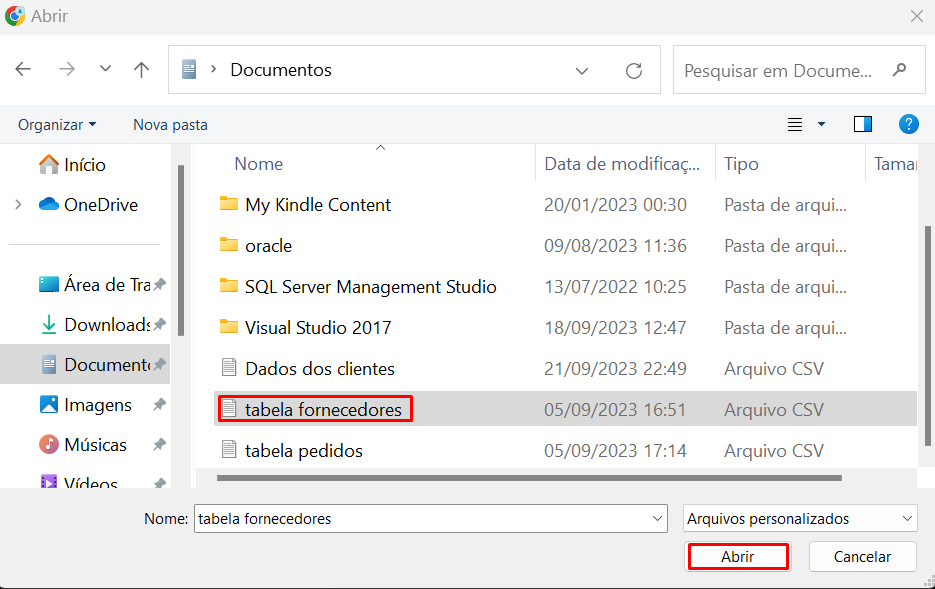 Abrir
Documentos
Pesquisar em Docume...
Organizar
Nova pasta
?
Início
OneDrive
Área de Tra
Downloads
Documento
Imagens
Músicas
Vídeos
Nome Data de modificaç... Tipo Tamar
My Kindle Content 20/01/2023 00:30 Pasta de arqui...
oracle 09/08/2023 11:36 Pasta de arqui...
SQL Server Management Studio 13/07/2022 10:25 Pasta de arqui...
Visual Studio 2017 18/09/2023 12:47 Pasta de arqui...
Dados dos clientes 21/09/2023 22:49 Arquivo CSV
tabela fornecedores 05/09/2023 16:51 Arquivo CSV
tabela pedidos 05/09/2023 17:14 Arquivo CSV
Nome: tabela fornecedores Arquivos personalizados
Abrir Cancelar